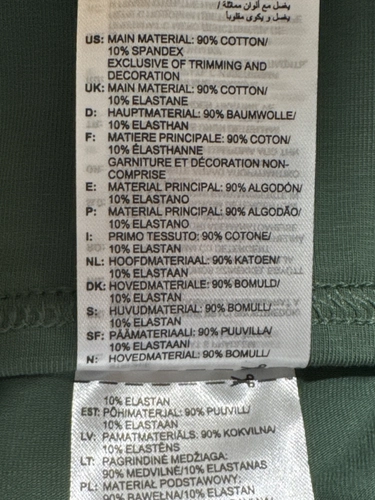 يغسل مع ألوان مماثلة /
يغسل و يكوى مقلوبا
US: MAIN MATERIAL: 90% COTTON/
10% SPANDEX
EXCLUSIVE OF TRIMMING AND
DECORATION
UK: MAIN MATERIAL: 90% COTTON/
10% ELASTANE
D: HAUPTMATERIAL: 90% BAUMWOLLE/
10% ELASTHAN
F: MATIERE PRINCIPALE: 90% COTON/
10% ÉLASTHANNE
GARNITURE ET DÉCORATION NON-
COMPRISE
E: MATERIAL PRINCIPAL: 90% ALGODÓN/
10% ELASTANO
P: MATERIAL PRINCIPAL: 90% ALGODÃO/
10% ELASTANO
I: PRIMO TESSUTO: 90% COTONE/
10% ELASTAN
NL: HOOFDMATERIAAL: 90% KATOEN/
10% ELASTAAN
DK: HOVEDMATERIALE: 90% BOMULD/
10% ELASTAN
S: HUVUDMATERIAL: 90% BOMULL/
10% ELASTAN
SF: PÄÄMATERIAALI: 90% PUUVILLA/
10% ELASTAANI
N: HOVEDMATERIAL: 90% BOMULL/
10% ELASTAN
EST: PÕHIMATERJAL: 90% PUUVILL/
10% ELASTAAN
LV: PAMATMATERIĀLS: 90% KOKVILNA/
10% ELASTĒNS
LT: PAGRINDINĖ MEDŽIAGA:
90% MEDVILNĖ/10% ELASTANAS
PL: MATERIAŁ PODSTAWOWY:
90% BAWEŁNA/10% ELASTAN